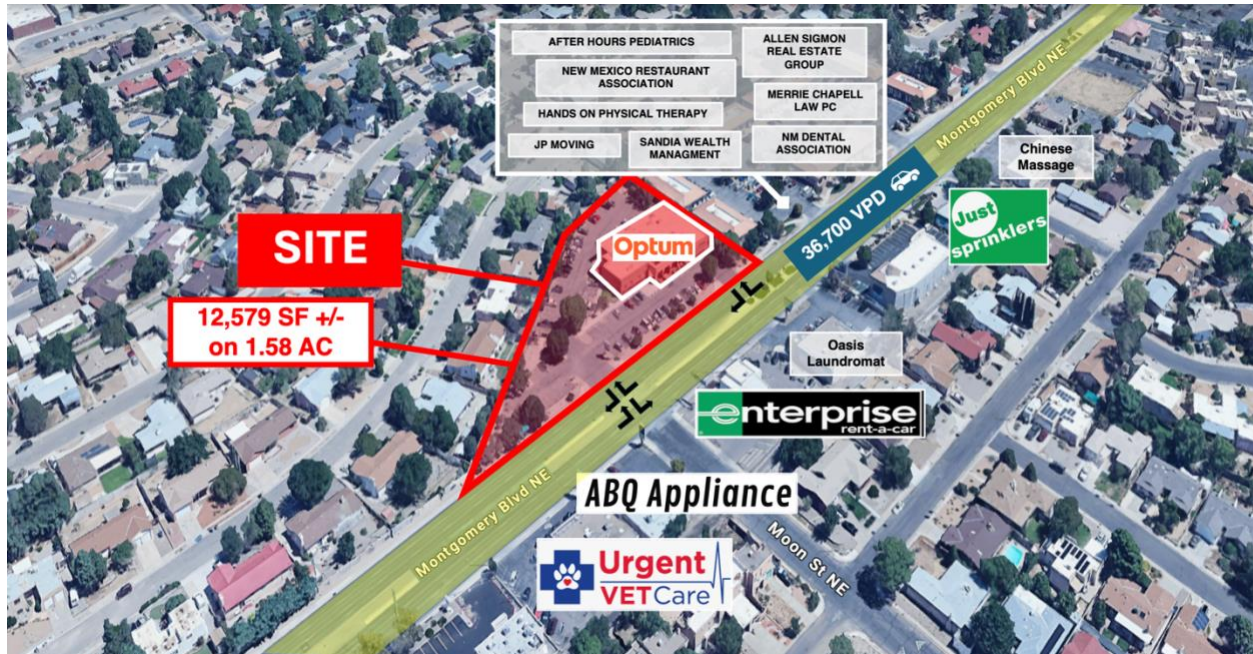 AFTER HOURS PEDIATRICS
NEW MEXICO RESTAURANT
ASSOCIATION
HANDS ON PHYSICAL THERAPY
JP MOVING
SANDIA WEALTH
MANAGMENT
ALLEN SIGMON
REAL ESTATE
GROUP
MERRIE CHAPELL
LAW PC
NM DENTAL
ASSOCIATION
Montgomery Blvd NE
Chinese
Massage
36,700 VPD
Just
sprinklers
SITE
Optum
12,579 SF +/-
on 1.58 AC
Oasis
Laundromat
enterprise
rent-a-car
ABQ Appliance
Montgomery Blvd NE
Moon St NE
Urgent
VETCare